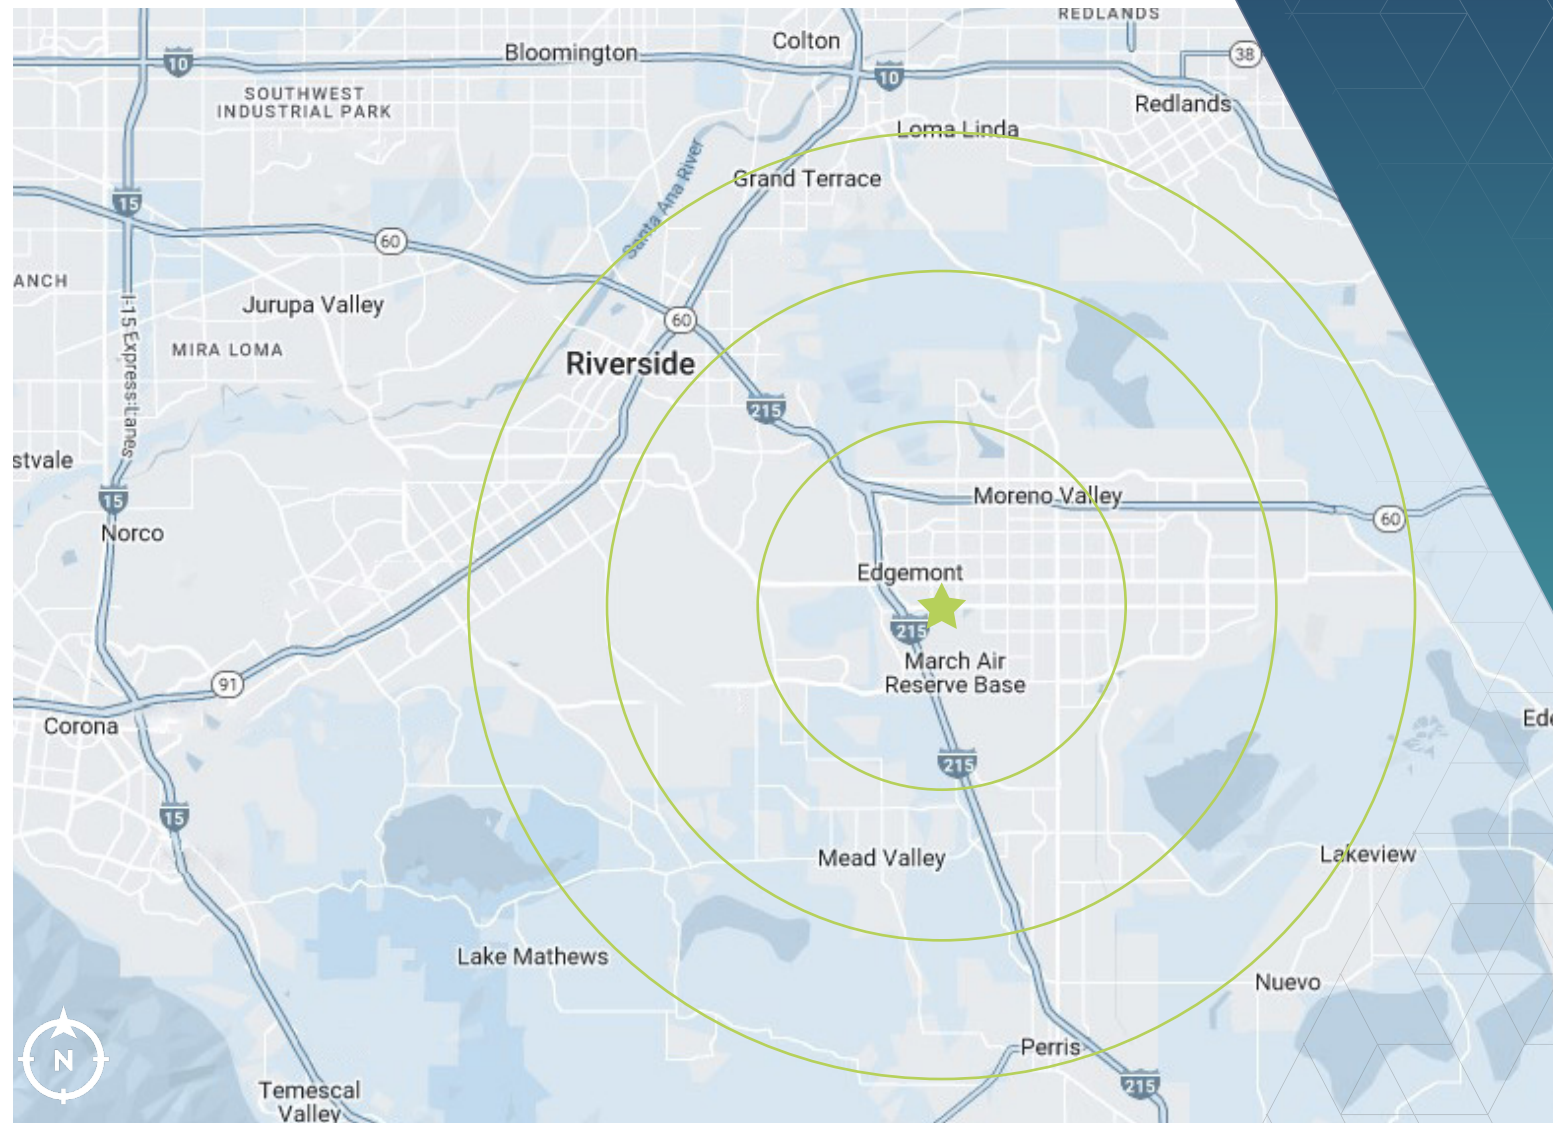 REDLANDS
Colton
Bloomington
10
10
38
SOUTHWEST
INDUSTRIAL PARK
Redlands
Loma Linda
15
Grand Terrace
Santa Ana River
60
ANCH
Jurupa Valley
I-15 Express Lanes
60
MIRA LOMA
Riverside
215
stvale
15
Moreno Valley
60
Norco
Edgemont
215
March Air
Reserve Base
91
Corona
Ede
215
15
Mead Valley
Lakeview
Lake Mathews
Nuevo
N
Perris
215
Temescal
Valley